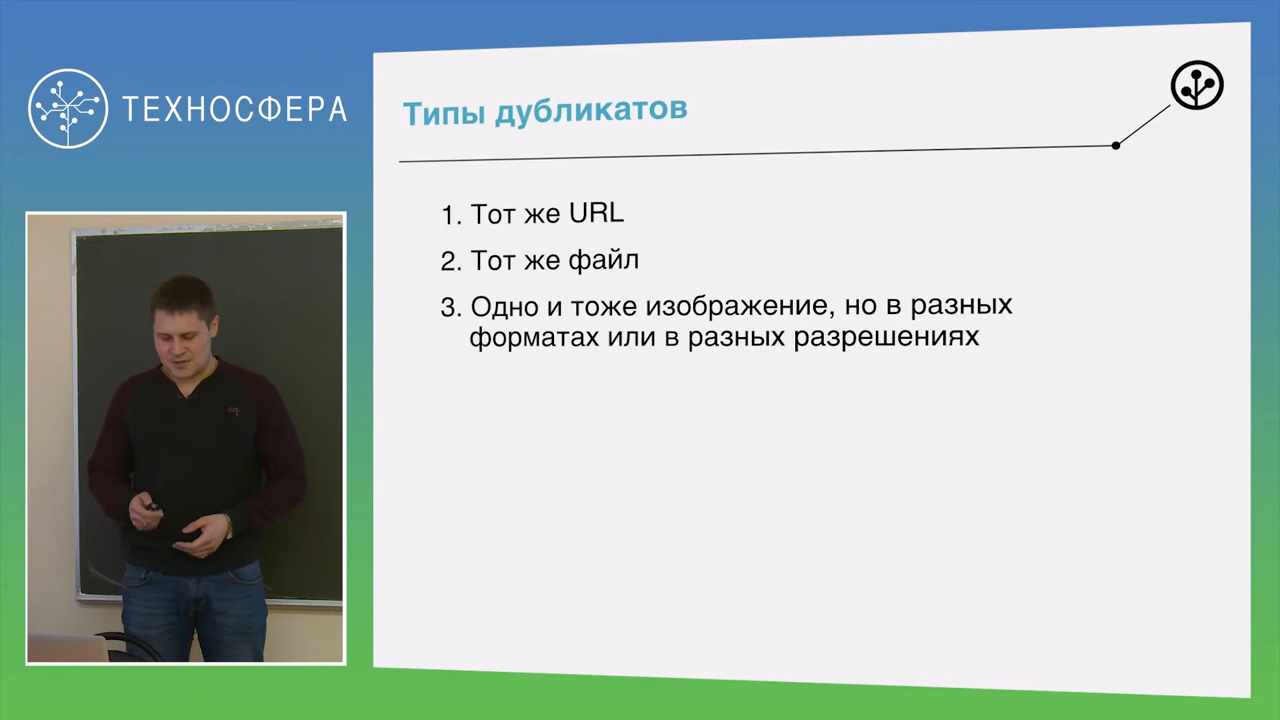 ТЕХНОСФЕРА
Типы дубликатов
1. Тот же URL
2. Тот же файл
3. Одно и тоже изображение, но в разных
форматах или в разных разрешениях